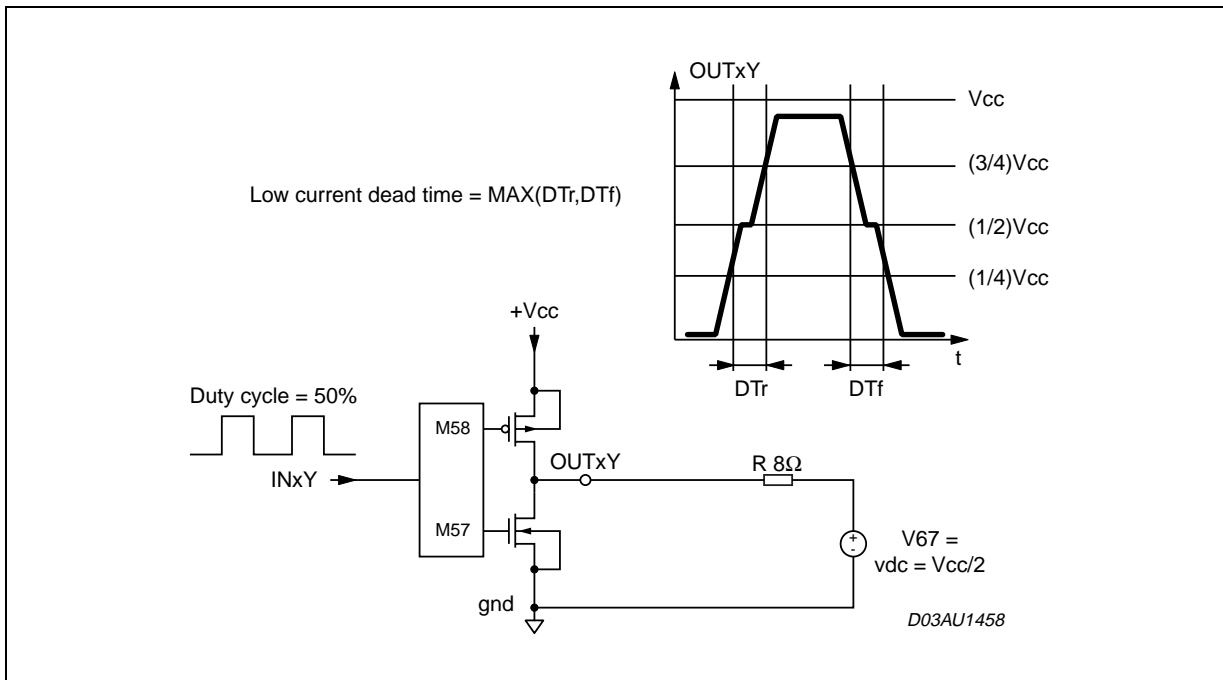 OUTxY
Vcc
(3/4)Vcc
Low current dead time = MAX(DTr,DTf)
(1/2)Vcc
(1/4)Vcc
+Vcc
t
DTr
DTf
Duty cycle = 50%
M58
OUTxY
R 8Ω
INxY
M57
+
-
V67 =
vdc = Vcc/2
gnd
D03AU1458